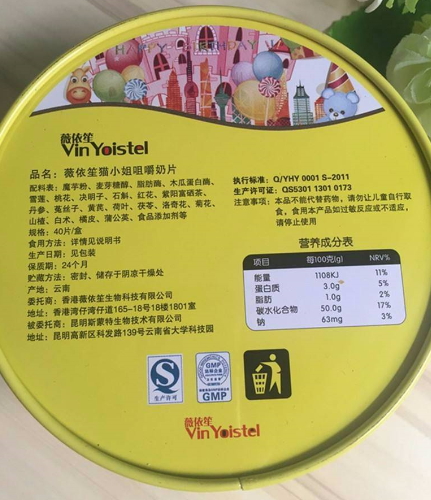 HAPPY BIRTHDAY
薇依笙
VinYoistel
品名：薇依笙猫小姐咀嚼奶片
配料表：魔芋粉、麦芽糖醇、脂肪酶、木瓜蛋白酶、
雪莲、桃花、决明子、石斛、红花、紫阳富硒茶、
丹参、菟丝子、黄芪、荷叶、茯苓、洛奇花、菊花、
山楂、白术、橘皮、蒲公英、食品添加剂等
规格：40片/盒
食用方法：详情见说明书
生产日期：见包装
保质期：24个月
贮藏方法：密封、储存于阴凉干燥处
产地：云南
委托商：香港薇依笙生物科技有限公司
地址：香港湾仔湾仔道165-18号18楼1801室
被委托商：昆明斯蒙特生物技术有限公司
地址：昆明高新区科发路139号云南省大学科技园
执行标准：Q/YHY 0001 S-2011
生产许可证：QS5301 1301 0173
注意事项：本品不能代替药物，请勿让儿童自行取
食，食用本产品如过敏反应或不适应，
请停止使用
营养成分表
项目 每100克(g) NRV%
能量 1108KJ 11%
蛋白质 3.0g 5%
脂肪 1.0g 2%
碳水化合物 50.0g 17%
钠 63mg 3%
QS
生产许可
GMP
GMP
薇依笙
VinYoistel